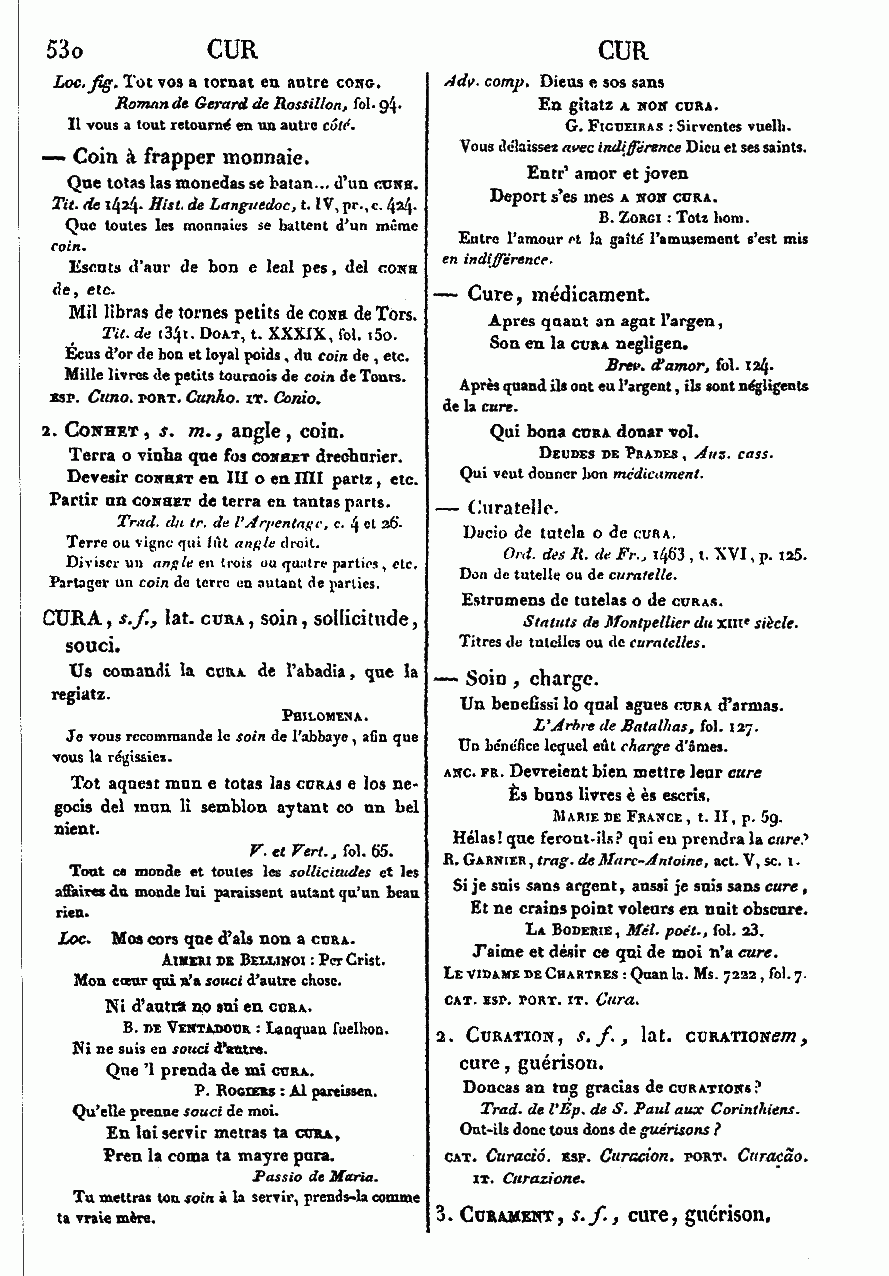 530 CUR CUR
Loc. fig. Tot vos a tornat en autre CONG.
Roman de Gerard de Rossillon, fol. 94.
Il vous a tout retourné en un autre côté.
— Coin à frapper monnaie.
Que totas las monedas se batan... d'un CUNH.
Tit. de 1424. Hist. de Languedoc, t. IV, pr., c. 424.
Que toutes les monnaies se battent d'un même
coin.
Escuts d'aur de bon e leal pes, del CONH
de, etc.
Mil libras de tornes petits de CONH de Tors.
Tit. de 1341. DOAT, t. XXXIX, fol. 150.
Écus d'or de bon et loyal poids, du coin de, etc.
Mille livres de petits tournois de coin de Tours.
ESP. Cuno. PORT. Cunho. IT. Conio.
2. CONHET, s. m., angle, coin.
Terra o vinha que fos CONHET drechurier.
Devesir CONHET en III o en IIII partz, etc.
Partir un CONHET de terra en tantas parts.
Trad. du tr. de l'Arpentage, c. 4 et 26.
Terre ou vigne qui fût angle droit.
Diviser un angle en trois ou quatre parties, etc.
Partager un coin de terre en autant de parties.
CURA, s. f., lat. CURA, soin, sollicitude,
souci.
Us comandi la CURA de l'abadia, que la
regiatz.
PHILOMENA.
Je vous recommande le soin de l'abbaye, afin que
vous la régissiez.
Tot aquest mun e totas las CURAS e los ne-
gocis del mun li semblon aytant co un bel
nient.
V. et Vert., fol. 65.
Tout ce monde et toutes les sollicitudes et les
affaires du monde lui paraissent autant qu'un beau
rien.
Loc. Mos cors que d'als non a CURA.
AIMERI DE BELLINOI : Per Crist.
Mon cœur qui n'a souci d'autre chose.
Ni d'autra no sui en CURA.
B. DE VENTADOUR : Lanquan fuelhon.
Ni ne suis en souci d'autre.
Que 'l prenda de mi CURA.
P. ROGIERS : Al pareissen.
Qu'elle prenne souci de moi.
En lui servir metras ta CURA,
Pren la coma ta mayre pura.
Passio de Maria.
Tu mettras ton soin à la servir, prends-la comme
ta vraie mère.
Adv. comp. Dieus e sos sans
En gitatz A NON CURA.
G. FIGUEIRAS : Sirventes vuelh.
Vous délaissez avec indifférence Dieu et ses saints.
Entr' amor et joven
Deport s'es mes A NON CURA.
B. ZORGI : Totz hom.
Entre l'amour et la gaîté l'amusement s'est mis
en indifférence.
— Cure, médicament.
Apres quant an agut l'argen,
Son en la CURA negligen.
Brev. d'amor, fol. 124.
Après quand ils ont eu l'argent, ils sont négligents
de la cure.
Qui bona CURA donar vol.
DEUDES DE PRADES, Auz. cass.
Qui veut donner bon médicament.
— Curatelle.
Dacio de tutela o de CURA.
Ord. des R. de Fr., 1463, t. XVI, p. 125.
Don de tutelle ou de curatelle.
Estrumens de tutelas o de CURAS.
Statuts de Montpellier du XIIIe siècle.
Titres de tutelles ou de curatelles.
— Soin, charge.
Un benefissi lo qual agues CURA d'armas.
L'Arbre de Batalhas, fol. 127.
Un bénéfice lequel eût charge d'âmes.
ANC. FR. Devreient bien mettre leur cure
Ès buns livres è ès escris.
MARIE DE FRANCE, t. II, p. 59.
Hélas! que feront-ils? qui en prendra la cure?
R. GARNIER, trag. de Marc-Antoine, act. V, sc. 1.
Si je suis sans argent, aussi je suis sans cure,
Et ne crains point voleurs en nuit obscure.
LA BODERIE, Mél. poét., fol. 23.
J'aime et désir ce qui de moi n'a cure.
LE VIDAME DE CHARTRES : Quan la. Ms. 7222, fol. 7.
CAT. ESP. PORT. IT. Cura.
2. CURATION, s. f., lat. CURATIONem,
cure, guérison.
Doncas an tug gracias de CURATIONS?
Trad. de l'Ép. de S. Paul aux Corinthiens.
Ont-ils donc tous dons de guérisons?
CAT. Curació. ESP. Curacion. PORT. Curação.
IT. Curazione.
3. CURAMENT, s. f., cure, guérison.